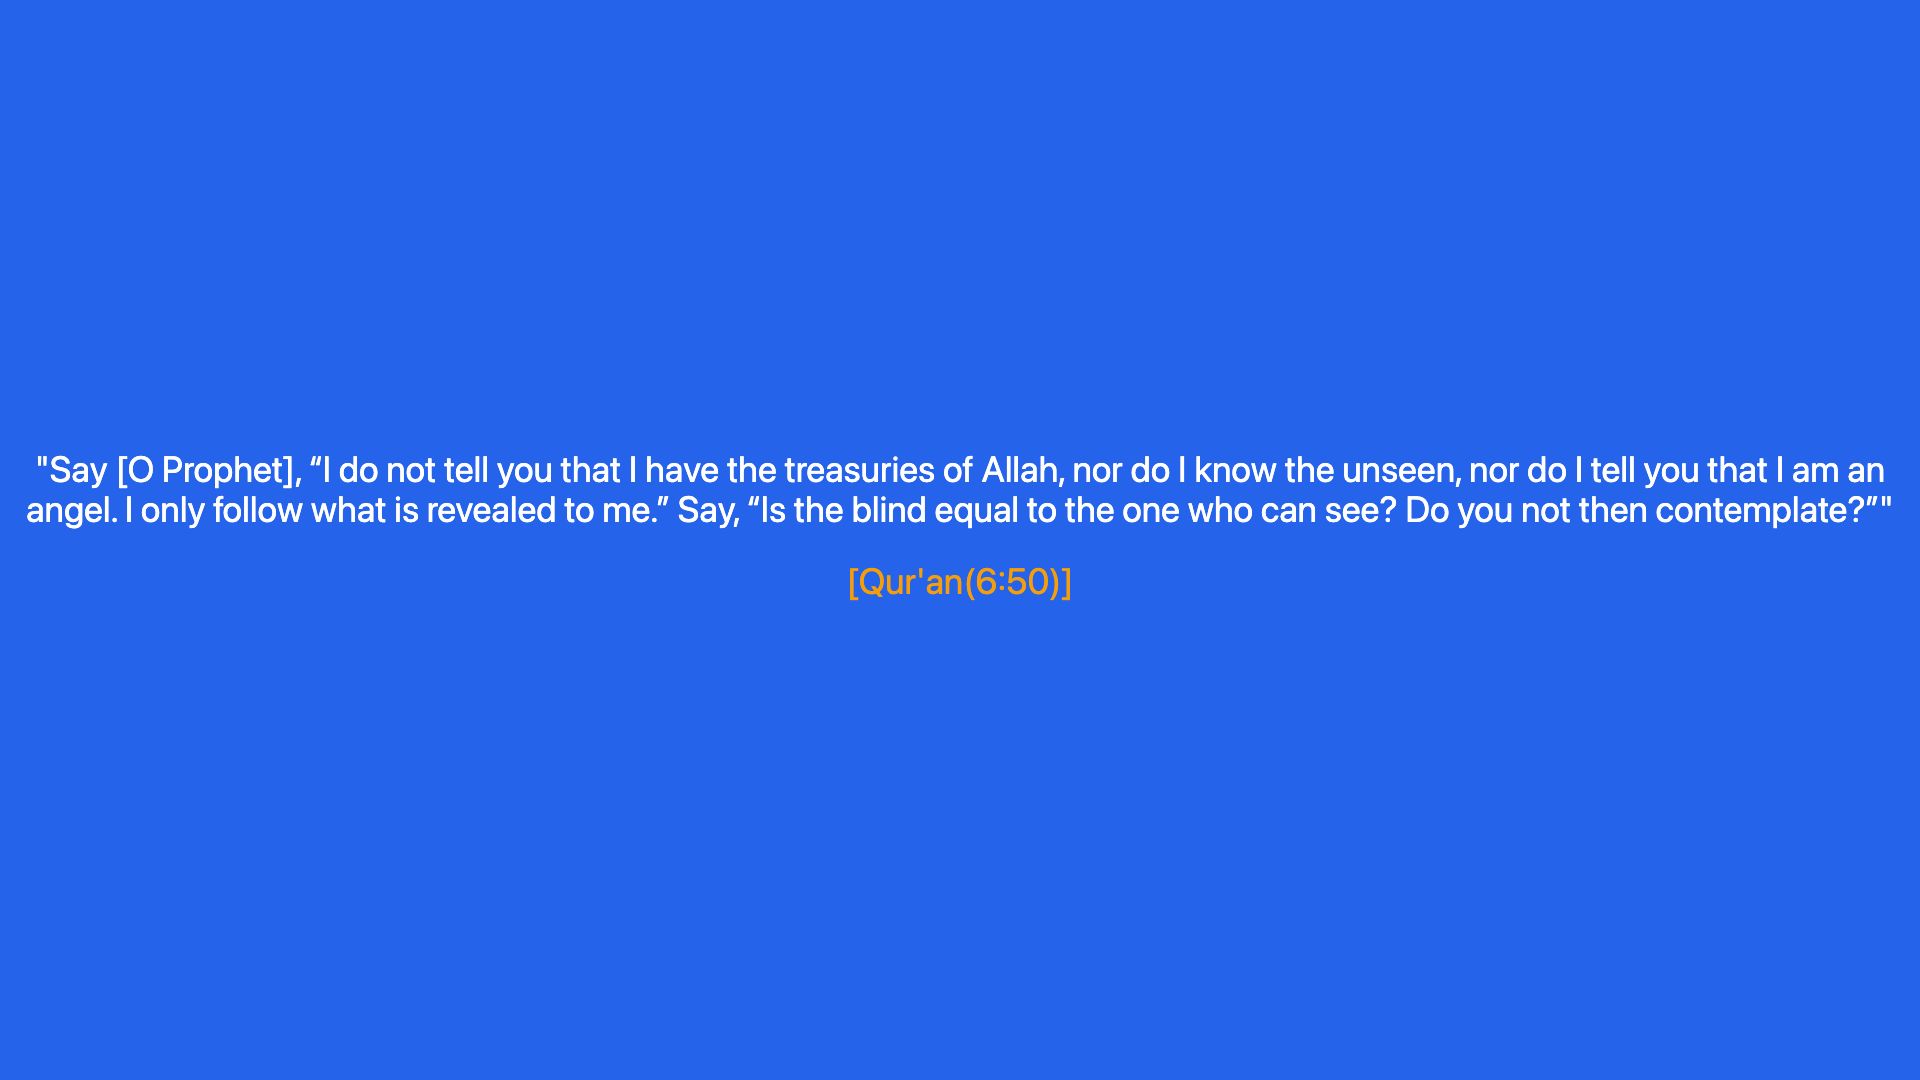 "Say [O Prophet], “I do not tell you that I have the treasuries of Allah, nor do I know the unseen, nor do I tell you that I am an
angel. I only follow what is revealed to me.” Say, “Is the blind equal to the one who can see? Do you not then contemplate?”"
[Qur'an(6:50)]